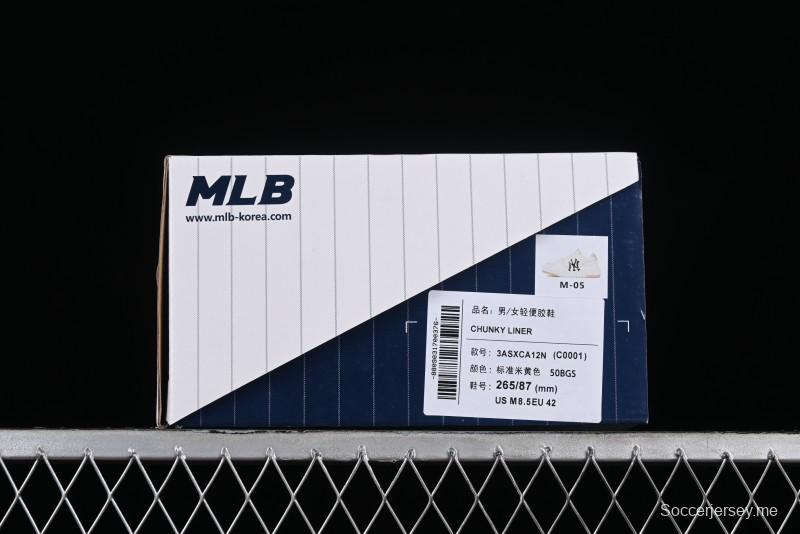 MLB
www.mlb-korea.com
M-05
品名：男/女轻便胶鞋
CHUNKY LINER
款号：3ASXCA12N (C0001)
颜色：标准米黄色 50BGS
鞋号：265/87 (mm)
US M8.5EU 42
Soccerjersey.me